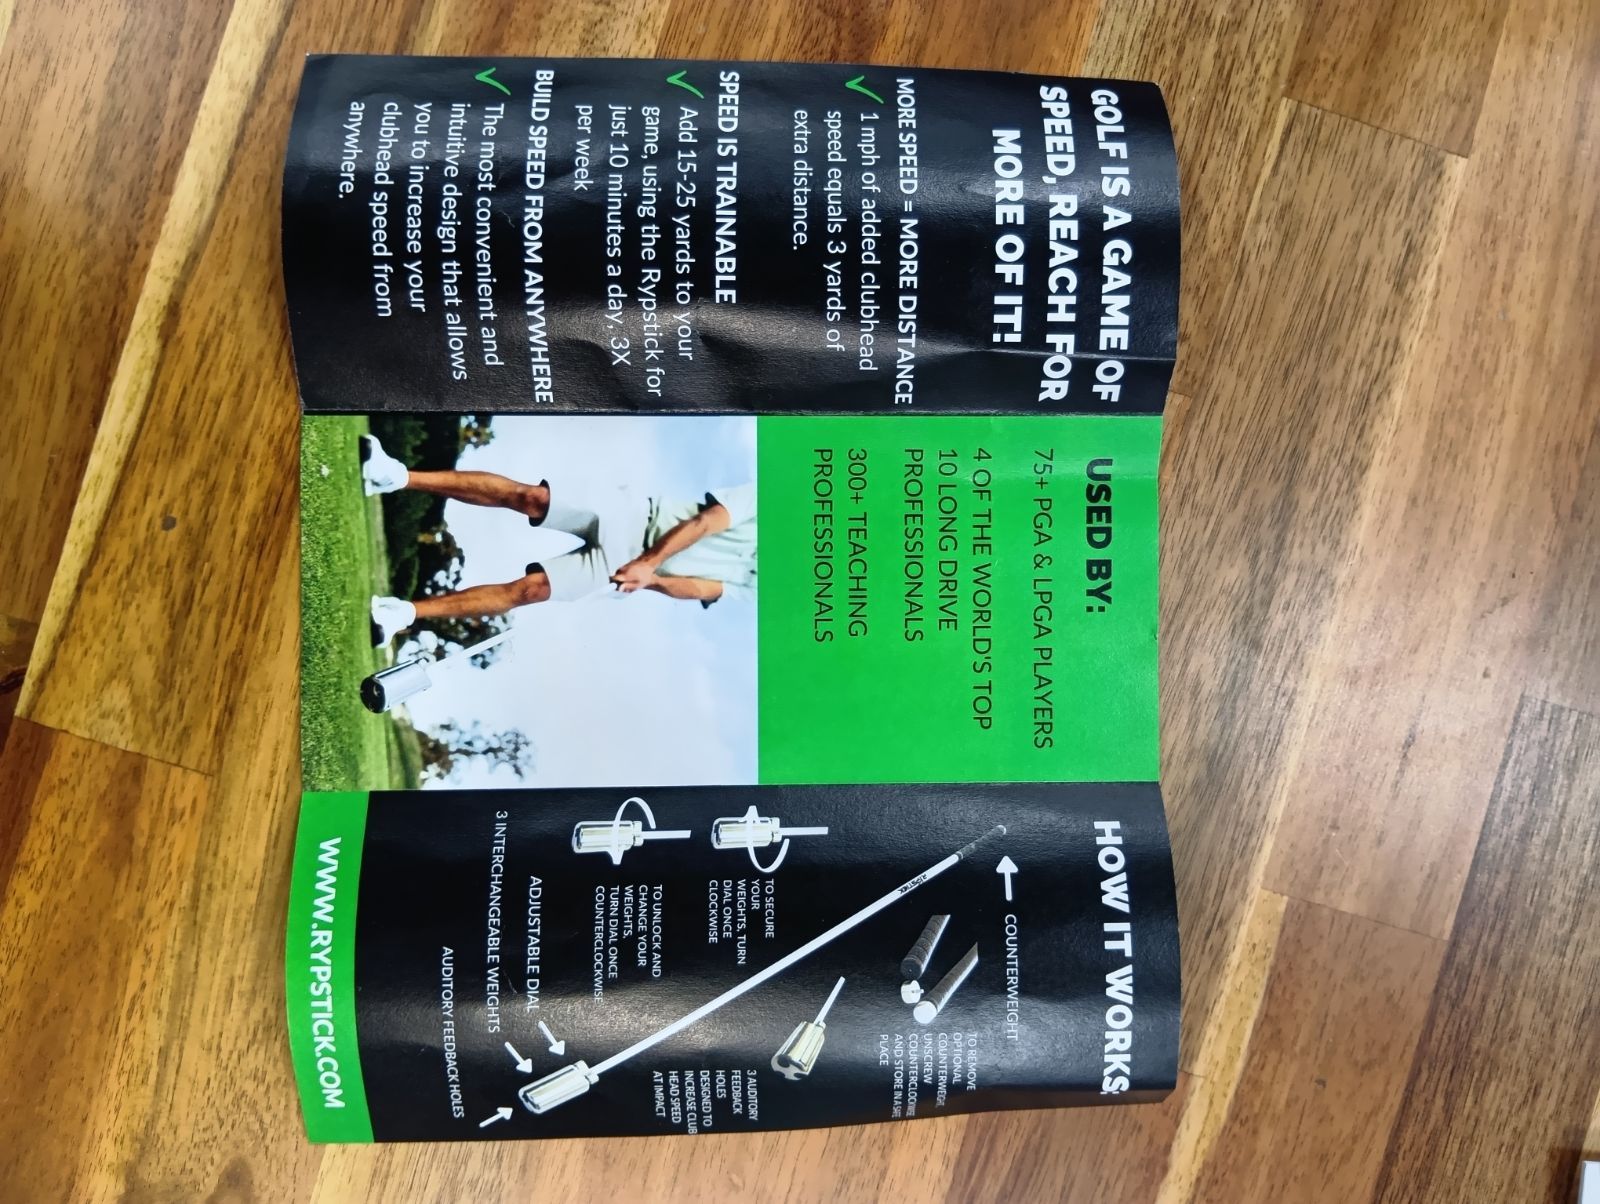 GOLF IS A GAME OF
SPEED, REACH FOR
MORE OF IT!
MORE SPEED = MORE DISTANCE
1 mph of added clubhead
speed equals 3 yards of
extra distance.
SPEED IS TRAINABLE
Add 15-25 yards to your
game, using the Rypstick for
just 10 minutes a day, 3X
per week
BUILD SPEED FROM ANYWHERE
The most convenient and
intuitive design that allows
you to increase your
clubhead speed from
anywhere.
USED BY:
75+ PGA & LPGA PLAYERS
4 OF THE WORLD'S TOP
10 LONG DRIVE
PROFESSIONALS
300+ TEACHING
PROFESSIONALS
HOW IT WORKS
COUNTERWEIGHT
TO REMOVE
OPTIONAL
COUNTERWEIGHT,
UNSCREW
COUNTERCLOCKWISE
AND STORE IN A SAFE
PLACE
RYPSTICK
TO SECURE
YOUR
WEIGHTS, TURN
DIAL ONCE
CLOCKWISE
3 AUDITORY
FEEDBACK
HOLES
DESIGNED TO
INCREASE CLUB
HEAD SPEED
AT IMPACT
TO UNLOCK AND
CHANGE YOUR
WEIGHTS,
TURN DIAL ONCE
COUNTERCLOCKWISE
ADJUSTABLE DIAL
3 INTERCHANGEABLE WEIGHTS
AUDITORY FEEDBACK HOLES
WWW.RYPSTICK.COM